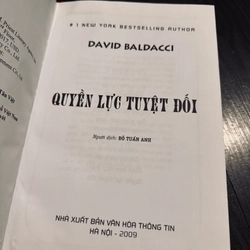 # 1 NEW YORK BESTSELLING AUTHOR
DAVID BALDACCI
QUYỀN LỰC TUYỆT ĐỐI
Người dịch: ĐỖ TUẤN ANH
NHÀ XUẤT BẢN VĂN HÓA THÔNG TIN
HÀ NỘI - 2009